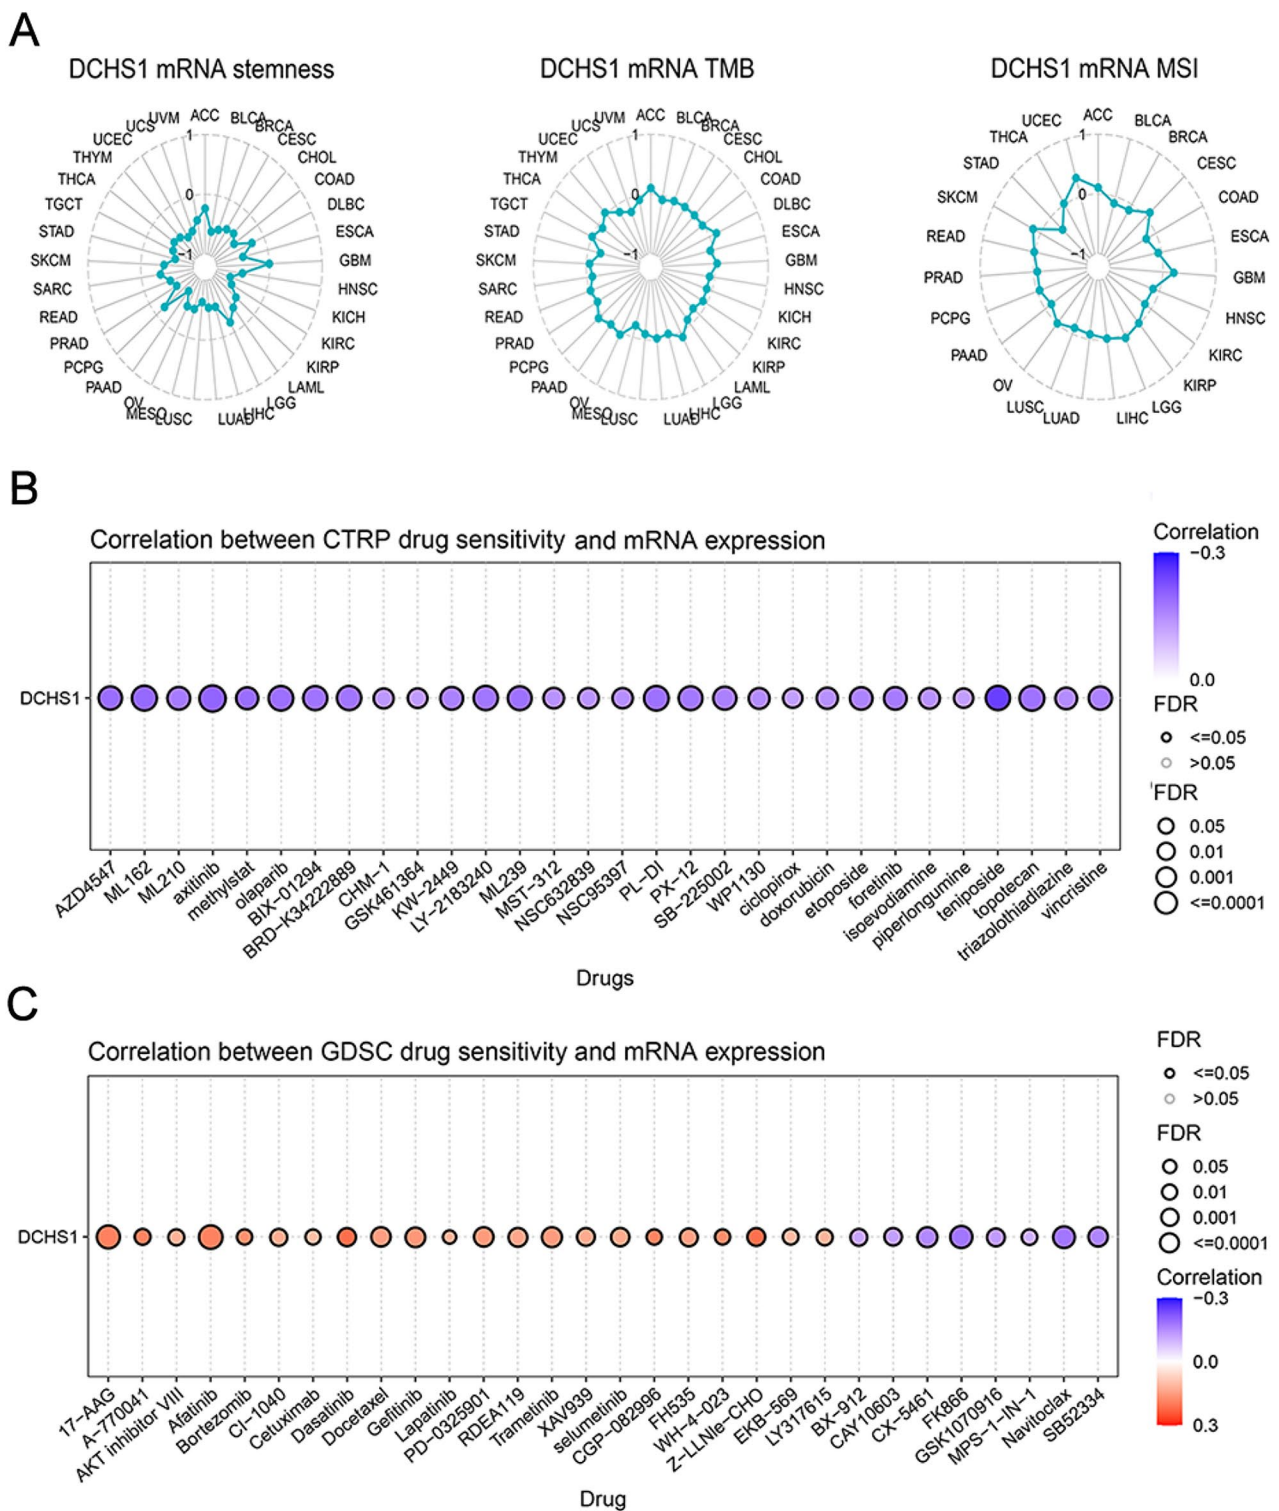 A
DCHS1 mRNA stemness
DCHS1 mRNA TMB
DCHS1 mRNA MSI
ACC
BLCA
BRCA
CESC
CHOL
COAD
DLBC
ESCA
GBM
HNSC
KICH
KIRC
KIRP
LAML
LGG
LIHC
LUAD
LUSC
MESO
OV
PAAD
PCPG
PRAD
READ
SARC
SKCM
STAD
TGCT
THCA
THYM
UCEC
UCS
UVM
1
0
−1
ACC
BLCA
BRCA
CESC
CHOL
COAD
DLBC
ESCA
GBM
HNSC
KICH
KIRC
KIRP
LAML
LGG
LIHC
LUAD
LUSC
MESO
OV
PAAD
PCPG
PRAD
READ
SARC
SKCM
STAD
TGCT
THCA
THYM
UCEC
UCS
UVM
1
0
−1
ACC
BLCA
BRCA
CESC
COAD
ESCA
GBM
HNSC
KIRC
KIRP
LGG
LIHC
LUAD
LUSC
OV
PAAD
PCPG
PRAD
READ
SKCM
STAD
THCA
UCEC
1
0
−1
B
Correlation between CTRP drug sensitivity and mRNA expression
DCHS1
AZD4547
ML162
ML210
axitinib
methylstat
olaparib
BIX−01294
BRD−K34222889
CHM−1
GSK461364
KW−2449
LY−2183240
ML239
MST−312
NSC632839
NSC95397
PL−DI
PX−12
SB−225002
WP1130
ciclopirox
doxorubicin
etoposide
foretinib
isoevodiamine
piperlongumine
teniposide
topotecan
triazolothiadiazine
vincristine
Drugs
Correlation
−0.3
0.0
FDR
<=0.05
>0.05
FDR
0.05
0.01
0.001
<=0.0001
C
Correlation between GDSC drug sensitivity and mRNA expression
DCHS1
17−AAG
A−770041
AKT inhibitor VIII
Afatinib
Bortezomib
CI−1040
Cetuximab
Dasatinib
Docetaxel
Gefitinib
Lapatinib
PD−0325901
RDEA119
Trametinib
XAV939
selumetinib
CGP−082996
FH535
WH−4−023
Z−LLNle−CHO
EKB−569
LY317615
BX−912
CAY10603
CX−5461
FK866
GSK1070916
MPS−1−IN−1
Navitoclax
SB52334
Drug
FDR
<=0.05
>0.05
FDR
0.05
0.01
0.001
<=0.0001
Correlation
−0.3
0.0
0.3